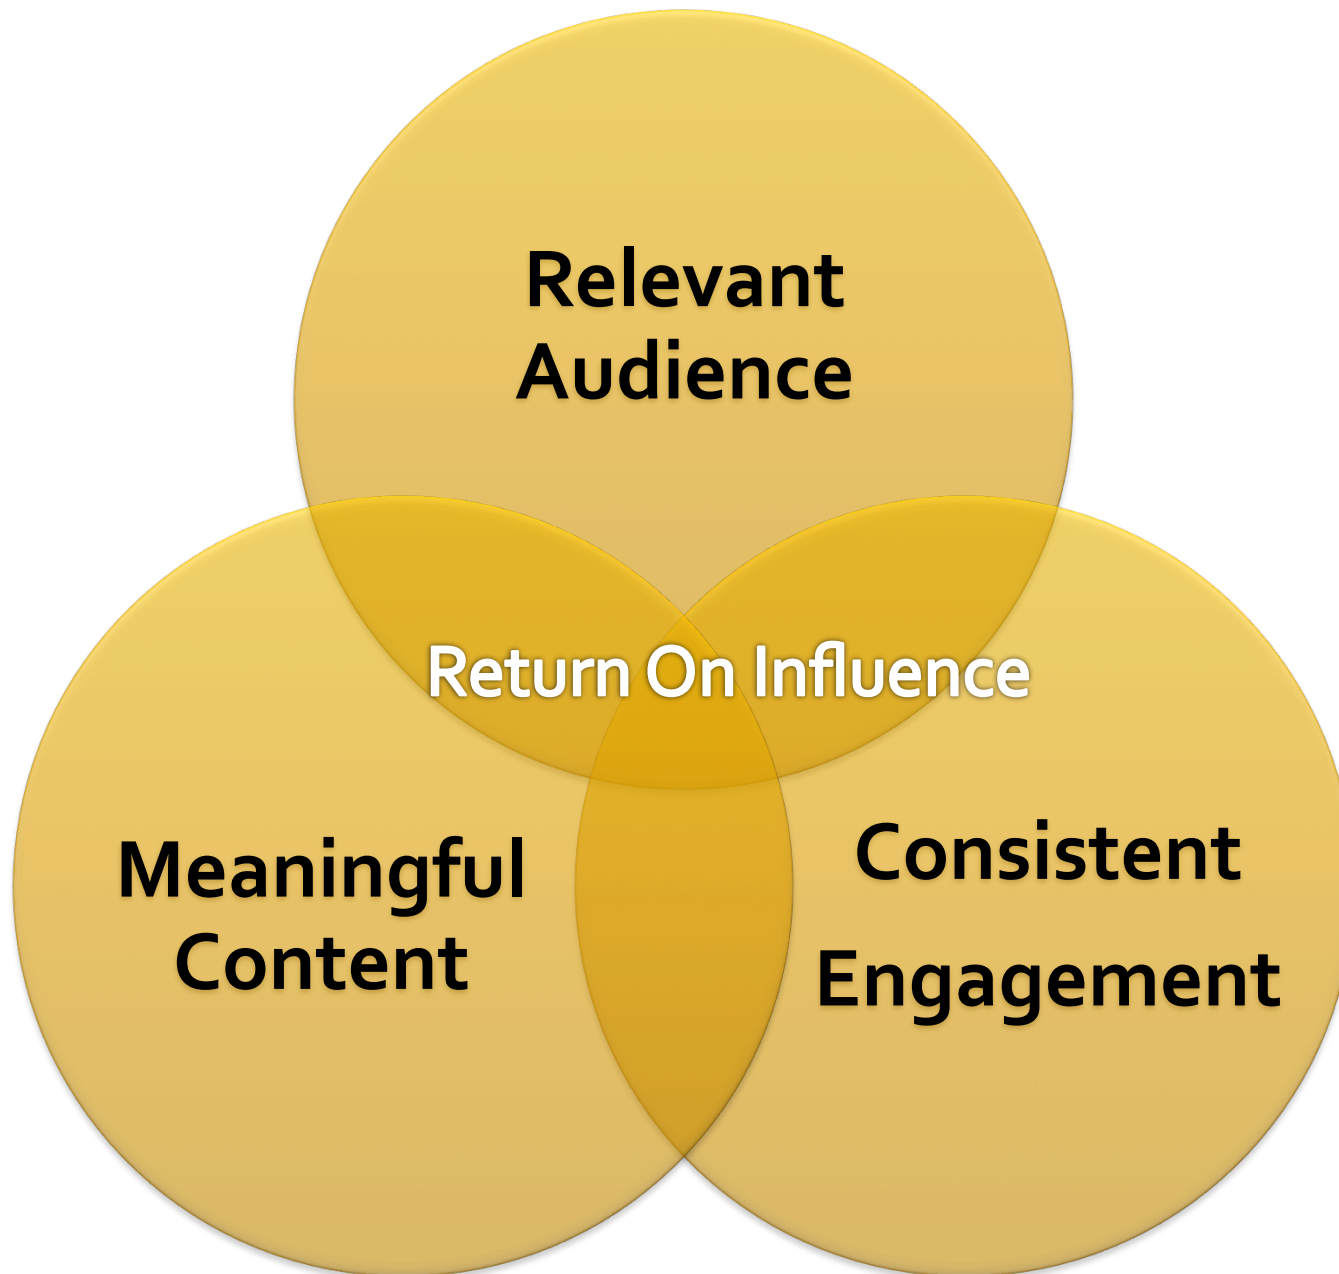 Relevant
Audience
Return On Influence
Meaningful
Content
Consistent
Engagement